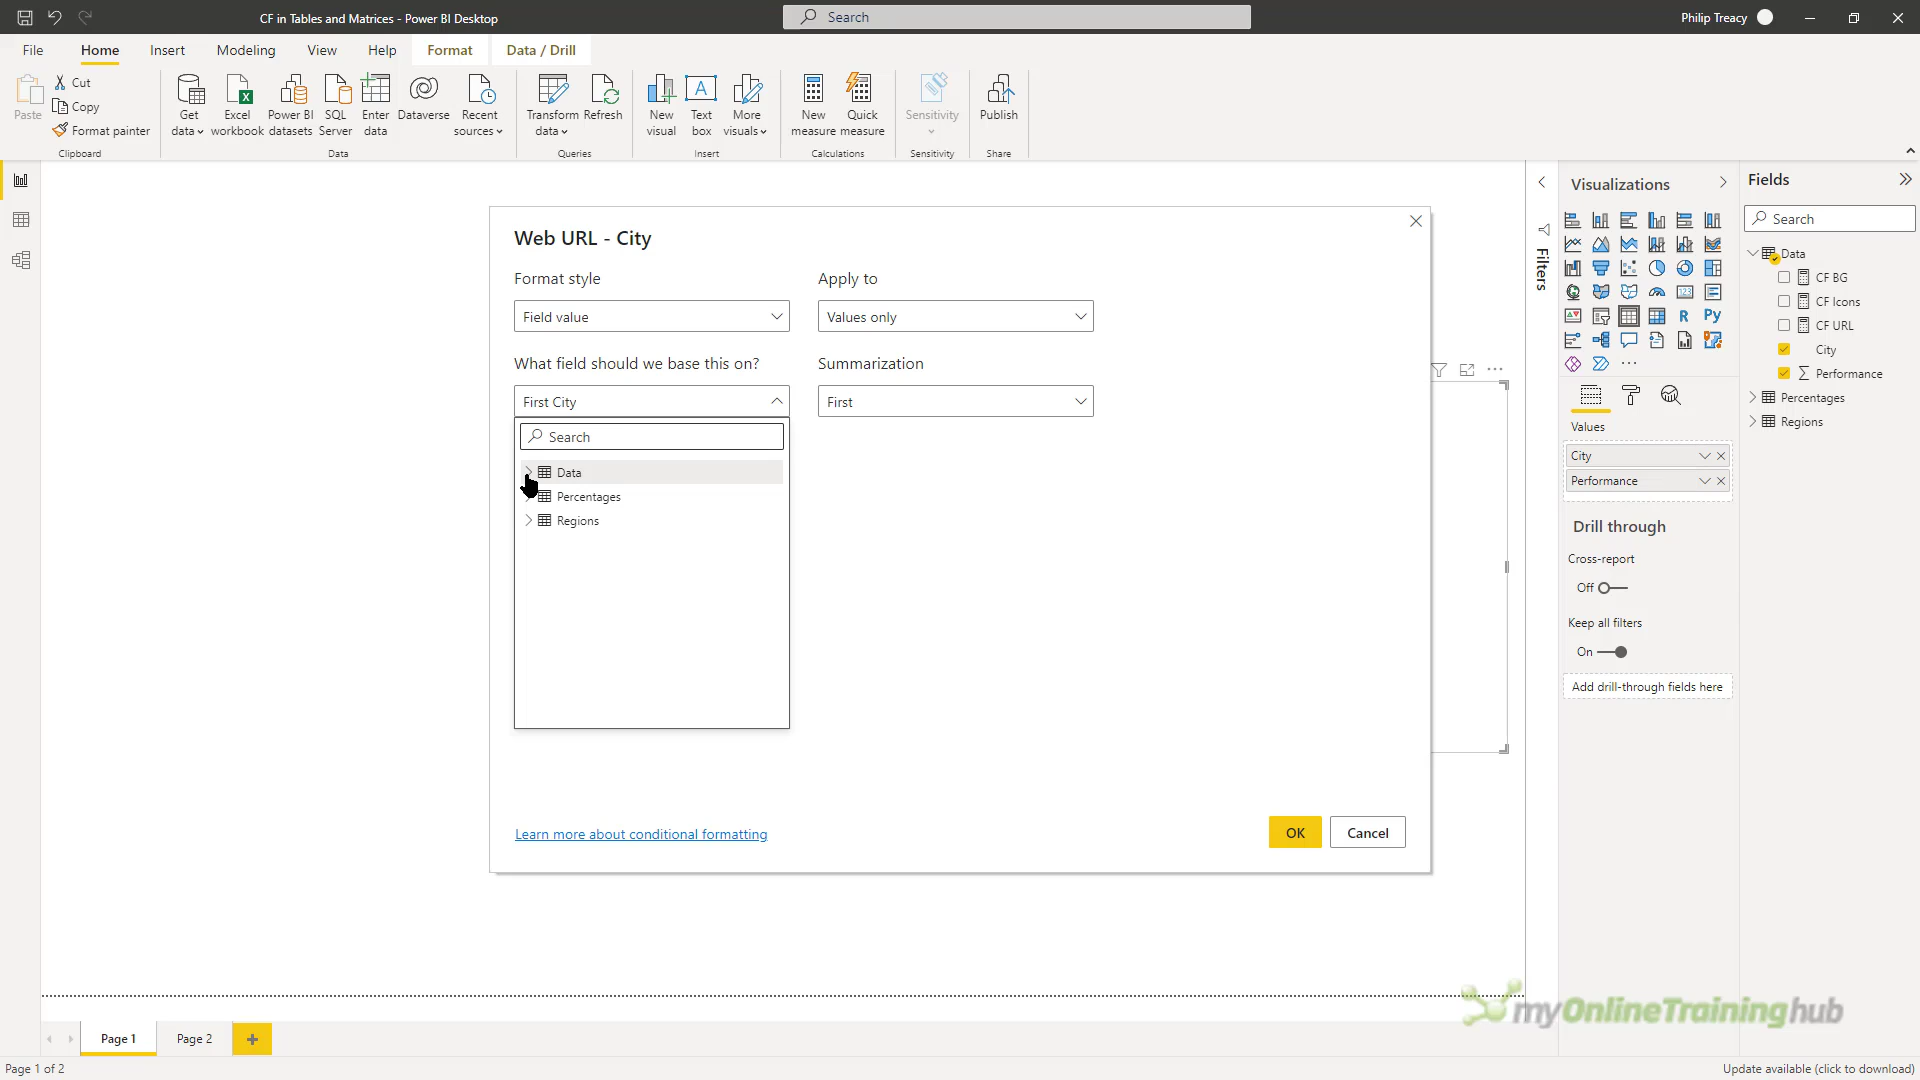 CF in Tables and Matrices - Power BI Desktop
Search
Philip Treacy
File
Home
Insert
Modeling
View
Help
Format
Data / Drill
Paste
Cut
Copy
Format painter
Clipboard
Get data
Excel workbook
Power BI datasets
SQL Server
Enter data
Dataverse
Recent sources
Data
Transform data
Refresh
Queries
New visual
Text box
More visuals
Insert
New measure
Quick measure
Calculations
Sensitivity
Sensitivity
Publish
Share
Web URL - City
Format style
Field value
Apply to
Values only
What field should we base this on?
First City
Summarization
First
Search
Data
Percentages
Regions
Learn more about conditional formatting
OK
Cancel
Filters
Visualizations
R
Py
Values
City
Performance
Drill through
Cross-report
Off
Keep all filters
On
Add drill-through fields here
Fields
Search
Data
CF BG
CF Icons
CF URL
City
Performance
Percentages
Regions
myOnlineTraininghub
Page 1
Page 2
Page 1 of 2
Update available (click to download)